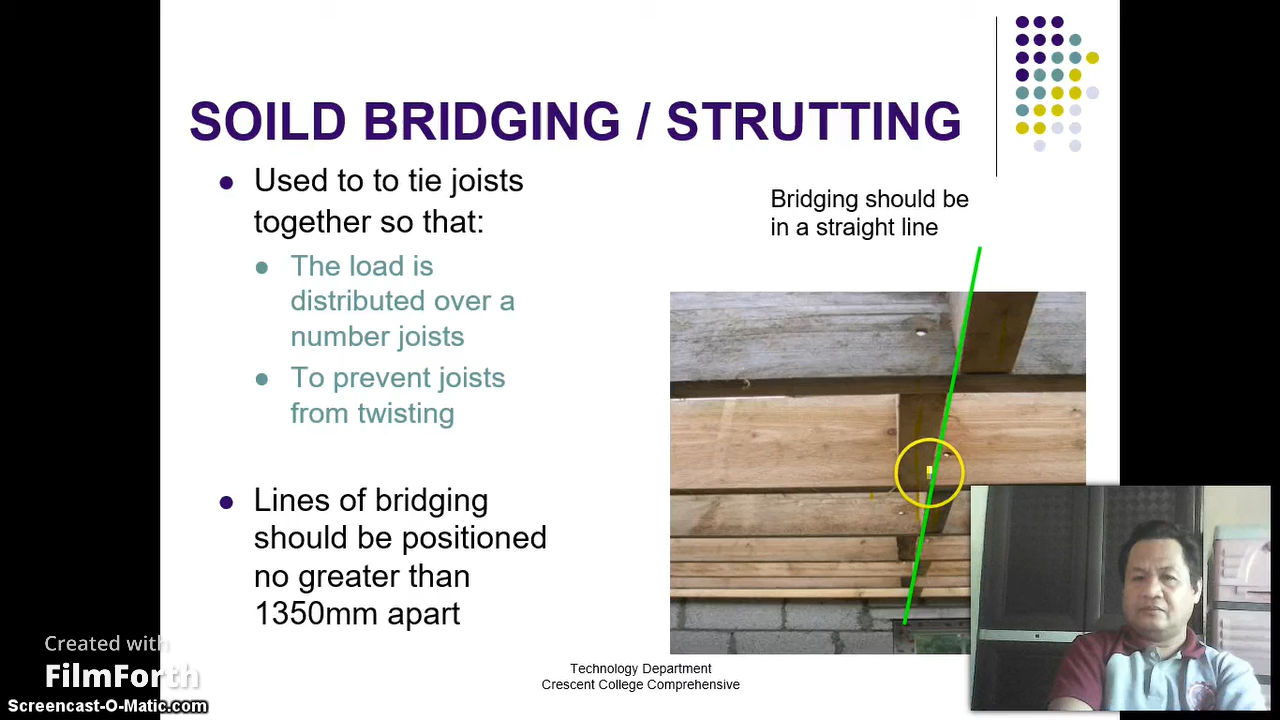 SOILD BRIDGING / STRUTTING
Used to to tie joists
together so that:
The load is
distributed over a
number joists
To prevent joists
from twisting
Lines of bridging
should be positioned
no greater than
1350mm apart
Bridging should be
in a straight line
Technology Department
Crescent College Comprehensive
Created with
FilmForth
Screencast-O-Matic.com